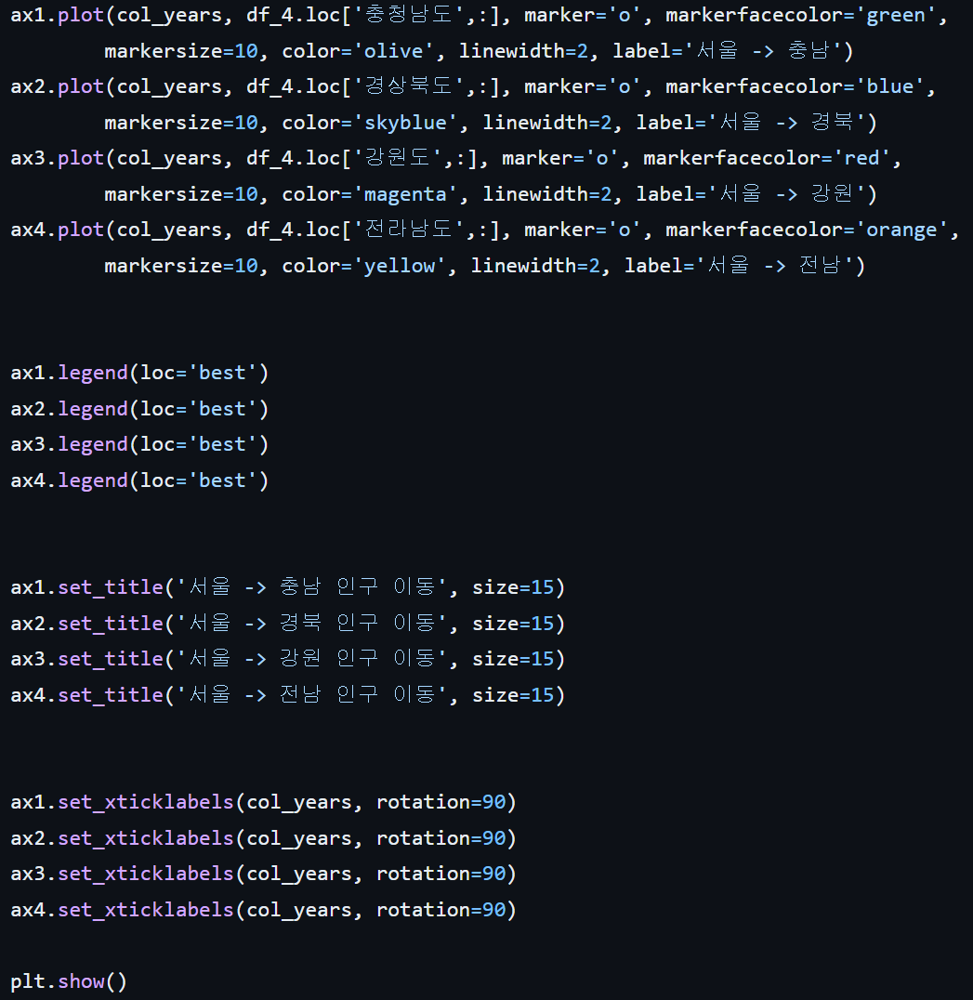 ax1.plot(col_years, df_4.loc['충청남도',:], marker='o', markerfacecolor='green',
        markersize=10, color='olive', linewidth=2, label='서울 -> 충남')
ax2.plot(col_years, df_4.loc['경상북도',:], marker='o', markerfacecolor='blue',
        markersize=10, color='skyblue', linewidth=2, label='서울 -> 경북')
ax3.plot(col_years, df_4.loc['강원도',:], marker='o', markerfacecolor='red',
        markersize=10, color='magenta', linewidth=2, label='서울 -> 강원')
ax4.plot(col_years, df_4.loc['전라남도',:], marker='o', markerfacecolor='orange',
        markersize=10, color='yellow', linewidth=2, label='서울 -> 전남')
ax1.legend(loc='best')
ax2.legend(loc='best')
ax3.legend(loc='best')
ax4.legend(loc='best')
ax1.set_title('서울 -> 충남 인구 이동', size=15)
ax2.set_title('서울 -> 경북 인구 이동', size=15)
ax3.set_title('서울 -> 강원 인구 이동', size=15)
ax4.set_title('서울 -> 전남 인구 이동', size=15)
ax1.set_xticklabels(col_years, rotation=90)
ax2.set_xticklabels(col_years, rotation=90)
ax3.set_xticklabels(col_years, rotation=90)
ax4.set_xticklabels(col_years, rotation=90)
plt.show()